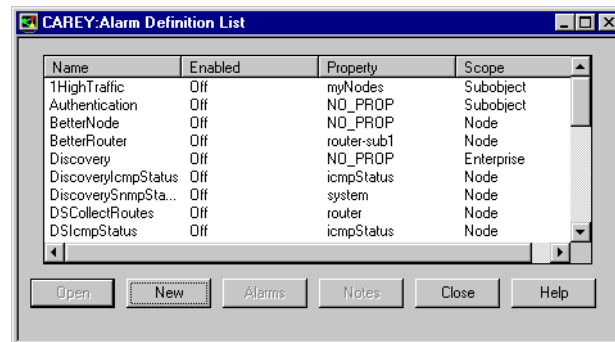 CAREY:Alarm Definition List
Name Enabled Property Scope
1HighTraffic Off myNodes Subobject
Authentication Off NO_PROP Subobject
BetterNode Off NO_PROP Node
BetterRouter Off router-sub1 Node
Discovery Off NO_PROP Enterprise
DiscoveryIcmpStatus Off icmpStatus Node
DiscoverySnmpSta... Off system Node
DSCollectRoutes Off router Node
DSIcmpStatus Off icmpStatus Node
Open New Alarms Notes Close Help